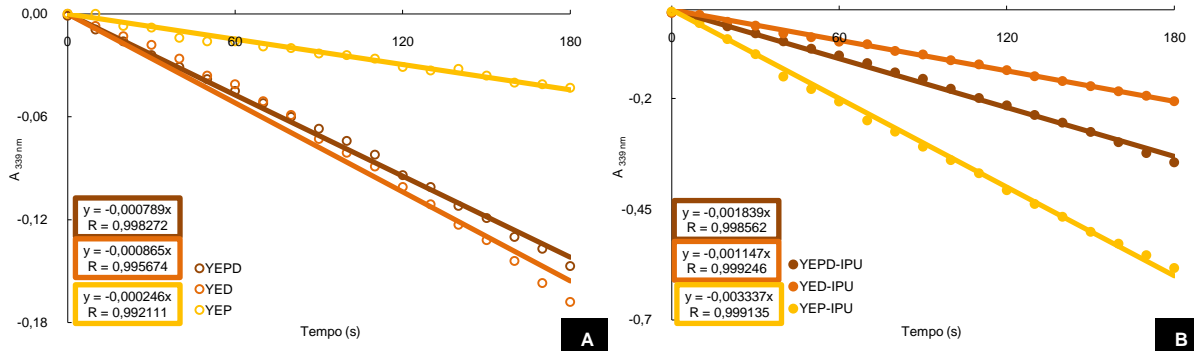 0,00
-0,06
-0,12
-0,18
0
60
120
180
A 339 nm
Tempo (s)
y = -0,000789x
R = 0,998272
y = -0,000865x
R = 0,995674
y = -0,000246x
R = 0,992111
YEPD
YED
YEP
A
-0,2
-0,45
-0,7
0
60
120
180
A 339 nm
Tempo (s)
y = -0,001839x
R = 0,998562
y = -0,001147x
R = 0,999246
y = -0,003337x
R = 0,999135
YEPD-IPU
YED-IPU
YEP-IPU
B